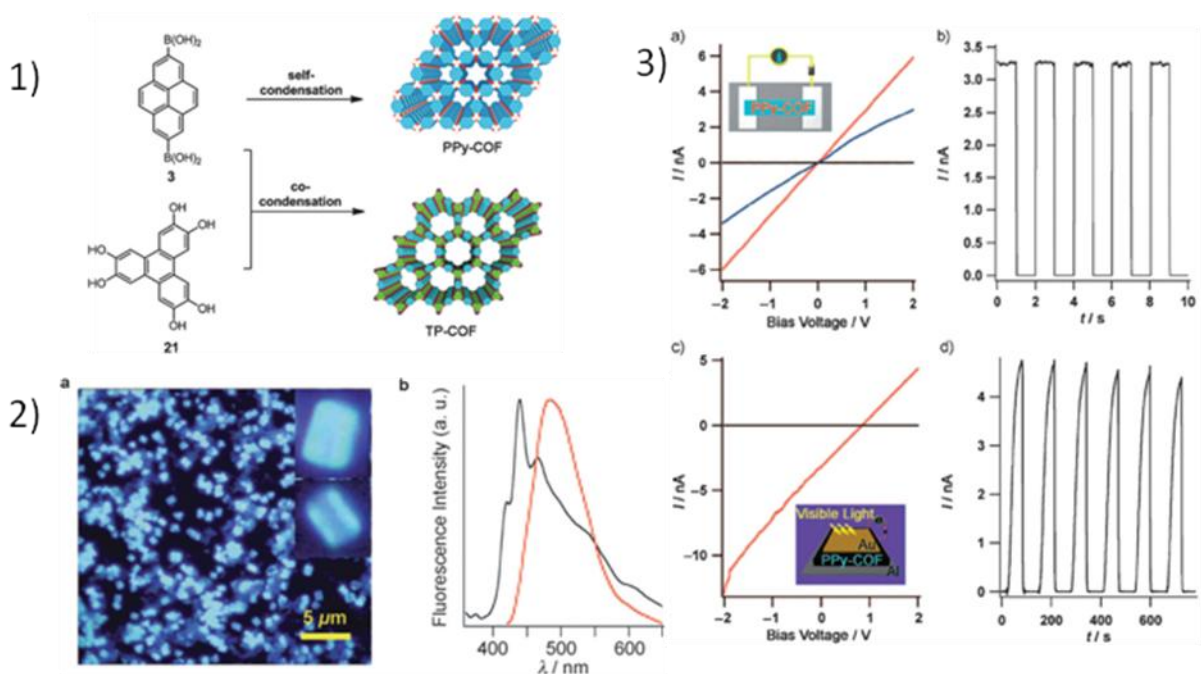 1)
B(OH)2
B(OH)2
3
self-
condensation
PPy-COF
co-
condensation
OH
OH
HO
HO
OH
OH
21
TP-COF
2)
a
5 µm
b
Fluorescence Intensity (a. u.)
400 500 600
λ / nm
3)
a)
I / nA
6
4
2
0
−2
−4
−6
PPy-COF
−2 −1 0 1 2
Bias Voltage / V
b)
I / nA
3.5
3.0
2.5
2.0
1.5
1.0
0.5
0.0
0 2 4 6 8 10
t / s
c)
I / nA
5
0
−5
−10
Visible Light
Au
PPy-COF
Al
−2 −1 0 1 2
Bias Voltage / V
d)
I / nA
4
2
0
0 200 400 600
t / s